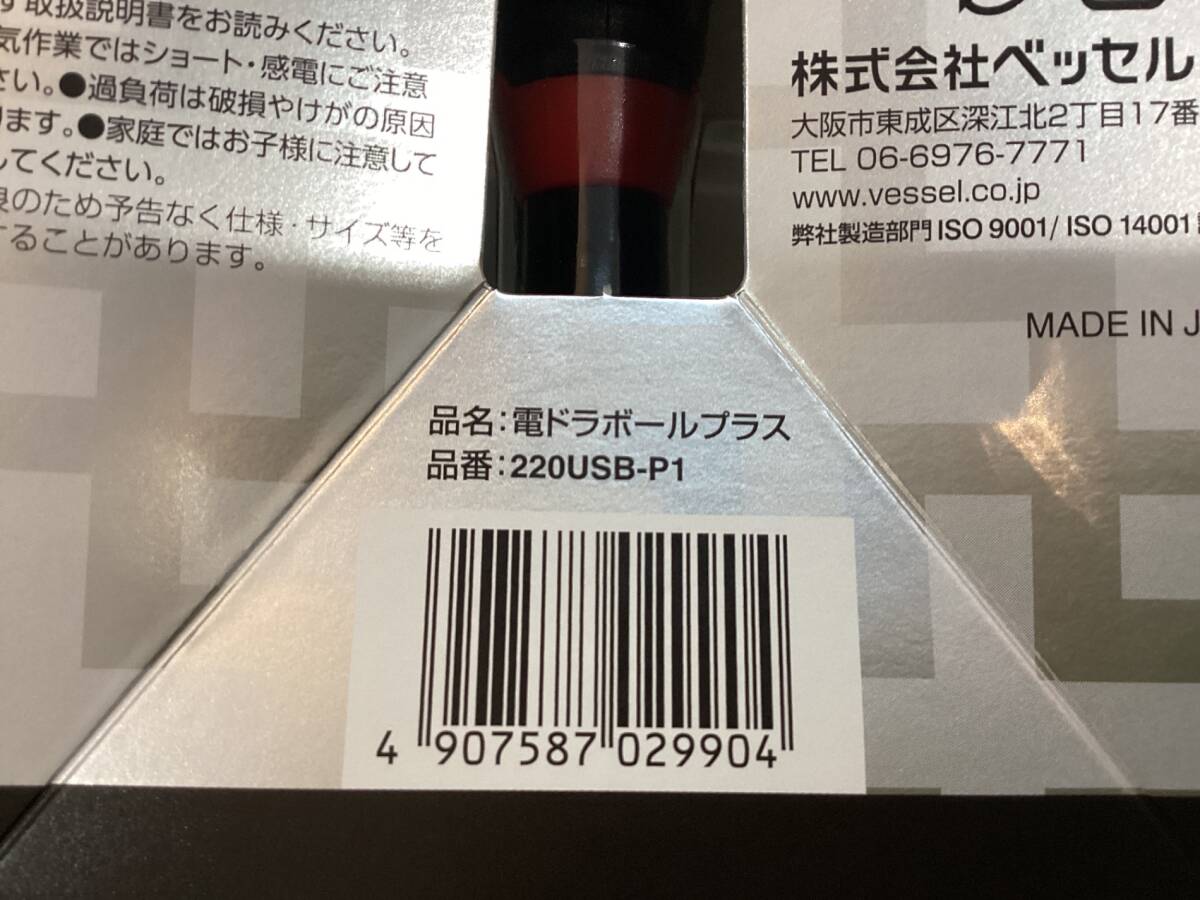 ず取扱説明書をお読みください。
気作業ではショート・感電にご注意
さい。●過負荷は破損やけがの原因
ります。●家庭ではお子様に注意して
してください。
良のため予告なく仕様・サイズ等を
することがあります。
株式会社ベッセル
大阪市東成区深江北2丁目17番
TEL 06-6976-7771
www.vessel.co.jp
弊社製造部門 ISO 9001/ ISO 14001
MADE IN J
品名：電ドラボールプラス
品番：220USB-P1
4 907587 029904